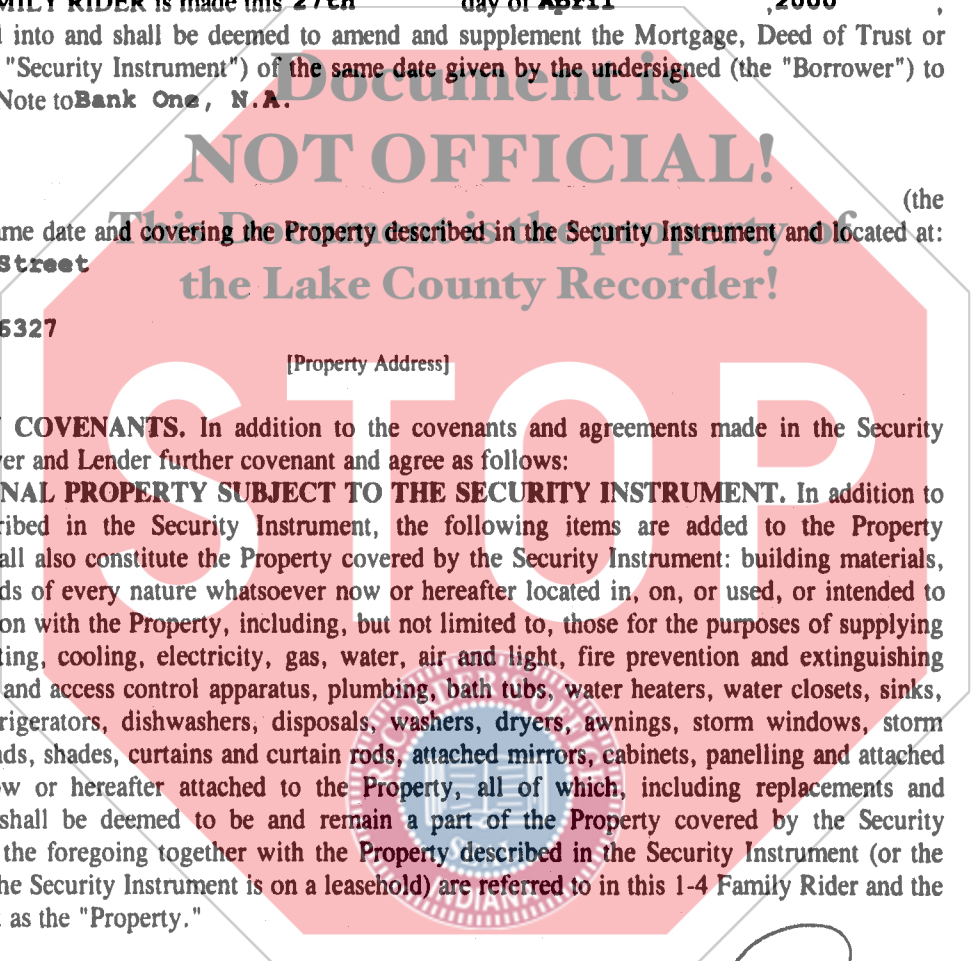 MILY RIDER is made this 27th day of April ,2000 ,
into and shall be deemed to amend and supplement the Mortgage, Deed of Trust or
"Security Instrument") of the same date given by the undersigned (the "Borrower") to
Note to Bank One, N.A.
Document is
NOT OFFICIAL!
(the
ame date and covering the Property described in the Security Instrument and located at:
This Document is the property of
Street
the Lake County Recorder!
6327
[Property Address]
STOP
COVENANTS. In addition to the covenants and agreements made in the Security
er and Lender further covenant and agree as follows:
NAL PROPERTY SUBJECT TO THE SECURITY INSTRUMENT. In addition to
ribed in the Security Instrument, the following items are added to the Property
all also constitute the Property covered by the Security Instrument: building materials,
ds of every nature whatsoever now or hereafter located in, on, or used, or intended to
on with the Property, including, but not limited to, those for the purposes of supplying
ting, cooling, electricity, gas, water, air and light, fire prevention and extinguishing
and access control apparatus, plumbing, bath tubs, water heaters, water closets, sinks,
rigerators, dishwashers, disposals, washers, dryers, awnings, storm windows, storm
nds, shades, curtains and curtain rods, attached mirrors, cabinets, panelling and attached
ow or hereafter attached to the Property, all of which, including replacements and
shall be deemed to be and remain a part of the Property covered by the Security
the foregoing together with the Property described in the Security Instrument (or the
he Security Instrument is on a leasehold) are referred to in this 1-4 Family Rider and the
as the "Property."
SEAL
INDIANA